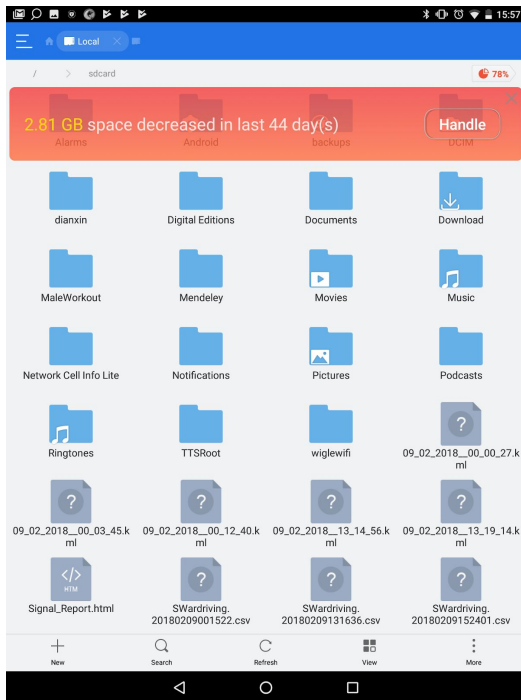 15:57
Local
/ > sdcard
78%
2.81 GB space decreased in last 44 day(s)
Handle
Alarms
Android
backups
DCIM
dianxin
Digital Editions
Documents
Download
MaleWorkout
Mendeley
Movies
Music
Network Cell Info Lite
Notifications
Pictures
Podcasts
Ringtones
TTSRoot
wiglewifi
09_02_2018__00_00_27.k
ml
09_02_2018__00_03_45.k
ml
09_02_2018__00_12_40.k
ml
09_02_2018__13_14_56.k
ml
09_02_2018__13_19_14.k
ml
</>
HTM
Signal_Report.html
SWardriving.
20180209001522.csv
SWardriving.
20180209131636.csv
SWardriving.
20180209152401.csv
New
Search
Refresh
View
More